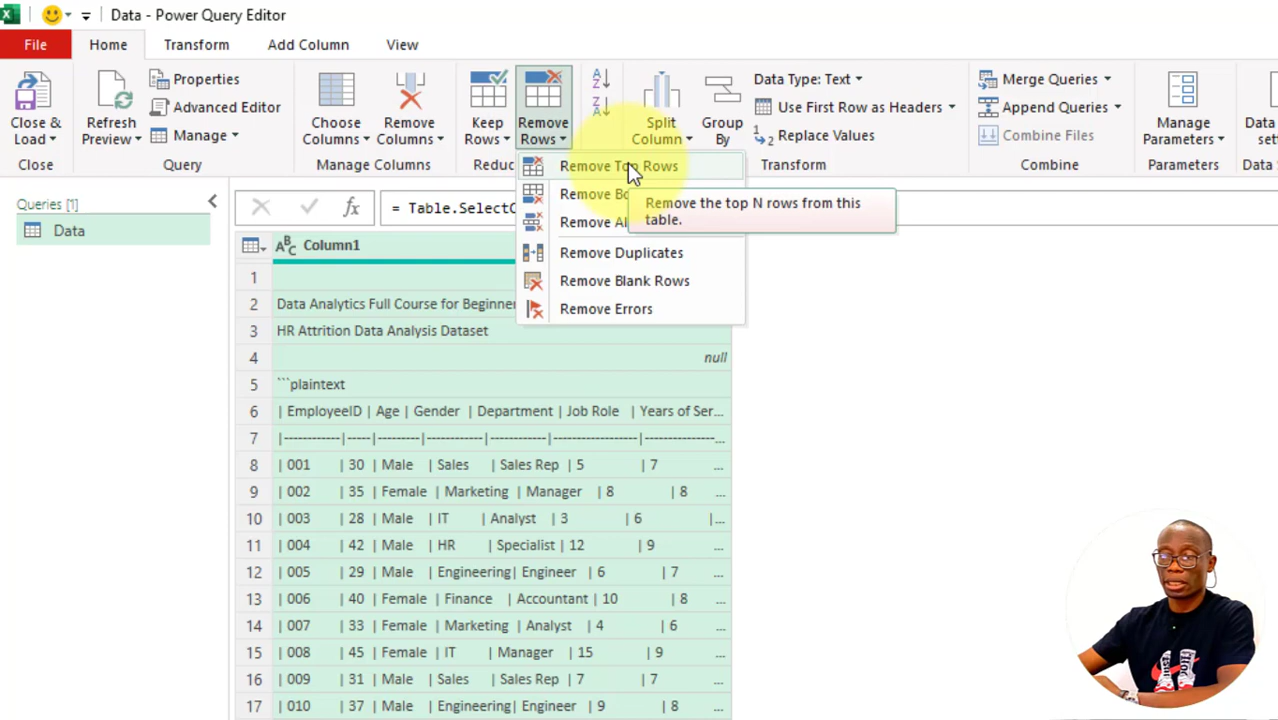 Data - Power Query Editor
File Home Transform Add Column View
Close & Load
Refresh Preview
Properties
Advanced Editor
Manage
Choose Columns
Remove Columns
Keep Rows
Remove Rows
Split Column
Group By
Data Type: Text
Use First Row as Headers
Replace Values
Merge Queries
Append Queries
Combine Files
Manage Parameters
Close
Query
Manage Columns
Transform
Combine
Parameters
Remove Top Rows
Remove the top N rows from this
table.
Remove Duplicates
Remove Blank Rows
Remove Errors
Queries [1]
Data
fx
= Table.SelectC
ABC Column1
1
2 Data Analytics Full Course for Beginner
3 HR Attrition Data Analysis Dataset
4 null
5 ```plaintext
6 | EmployeeID | Age | Gender | Department | Job Role | Years of Ser...
7 |------------|-----|---------|------------|------------------|---------------...
8 | 001 | 30 | Male | Sales | Sales Rep | 5 | 7 ...
9 | 002 | 35 | Female | Marketing | Manager | 8 | 8 ...
10 | 003 | 28 | Male | IT | Analyst | 3 | 6 |...
11 | 004 | 42 | Male | HR | Specialist | 12 | 9 ...
12 | 005 | 29 | Male | Engineering| Engineer | 6 | 7 ...
13 | 006 | 40 | Female | Finance | Accountant | 10 | 8 ...
14 | 007 | 33 | Female | Marketing | Analyst | 4 | 6 ...
15 | 008 | 45 | Female | IT | Manager | 15 | 9 ...
16 | 009 | 31 | Male | Sales | Sales Rep | 7 | 7 ...
17 | 010 | 37 | Male | Engineering | Engineer | 9 | 8 ...